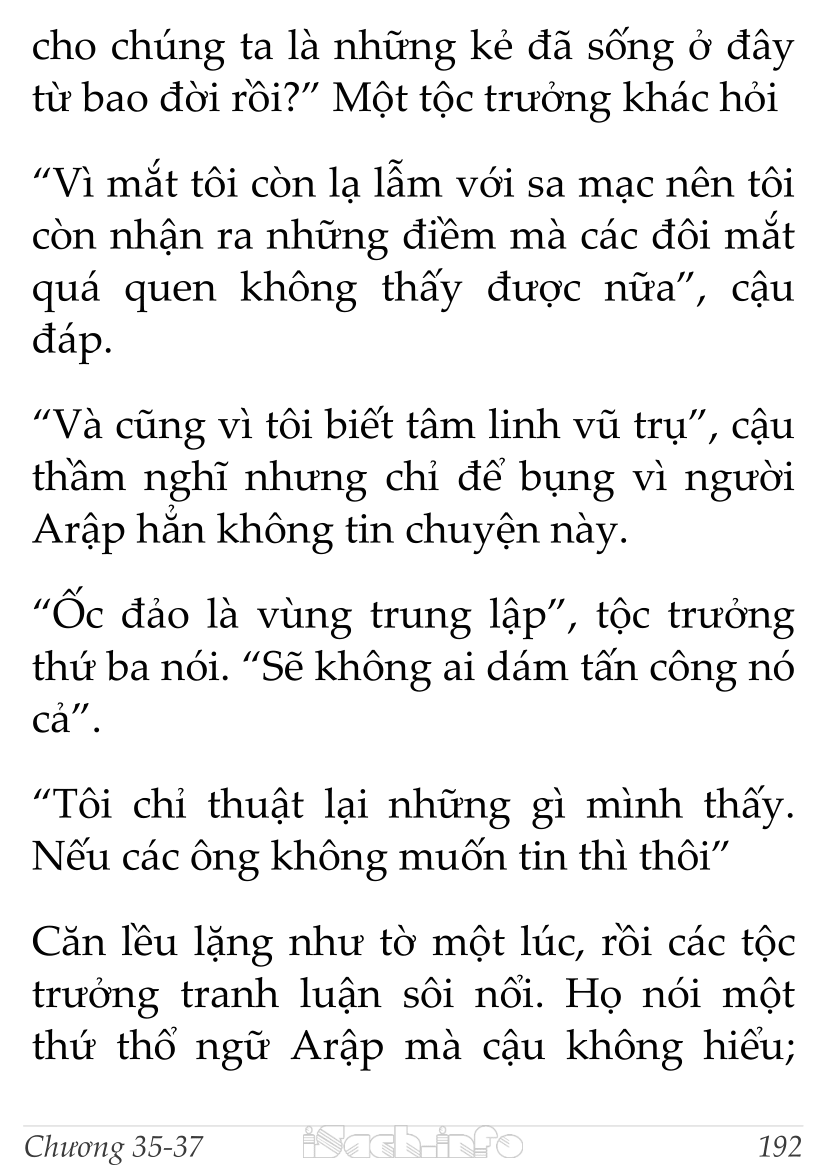 cho chúng ta là những kẻ đã sống ở đây
từ bao đời rồi?” Một tộc trưởng khác hỏi
“Vì mắt tôi còn lạ lẫm với sa mạc nên tôi
còn nhận ra những điềm mà các đôi mắt
quá quen không thấy được nữa”, cậu
đáp.
“Và cũng vì tôi biết tâm linh vũ trụ”, cậu
thầm nghĩ nhưng chỉ để bụng vì người
Arập hẳn không tin chuyện này.
“Ốc đảo là vùng trung lập”, tộc trưởng
thứ ba nói. “Sẽ không ai dám tấn công nó
cả”.
“Tôi chỉ thuật lại những gì mình thấy.
Nếu các ông không muốn tin thì thôi”
Căn lều lặng như tờ một lúc, rồi các tộc
trưởng tranh luận sôi nổi. Họ nói một
thứ thổ ngữ Arập mà cậu không hiểu;
Chương 35-37 iSach.info 192